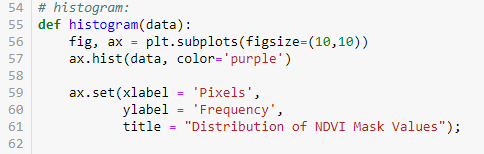 54 # histogram:
55 def histogram(data):
56     fig, ax = plt.subplots(figsize=(10,10))
57     ax.hist(data, color='purple')
58
59     ax.set(xlabel = 'Pixels',
60            ylabel = 'Frequency',
61            title = "Distribution of NDVI Mask Values");
62